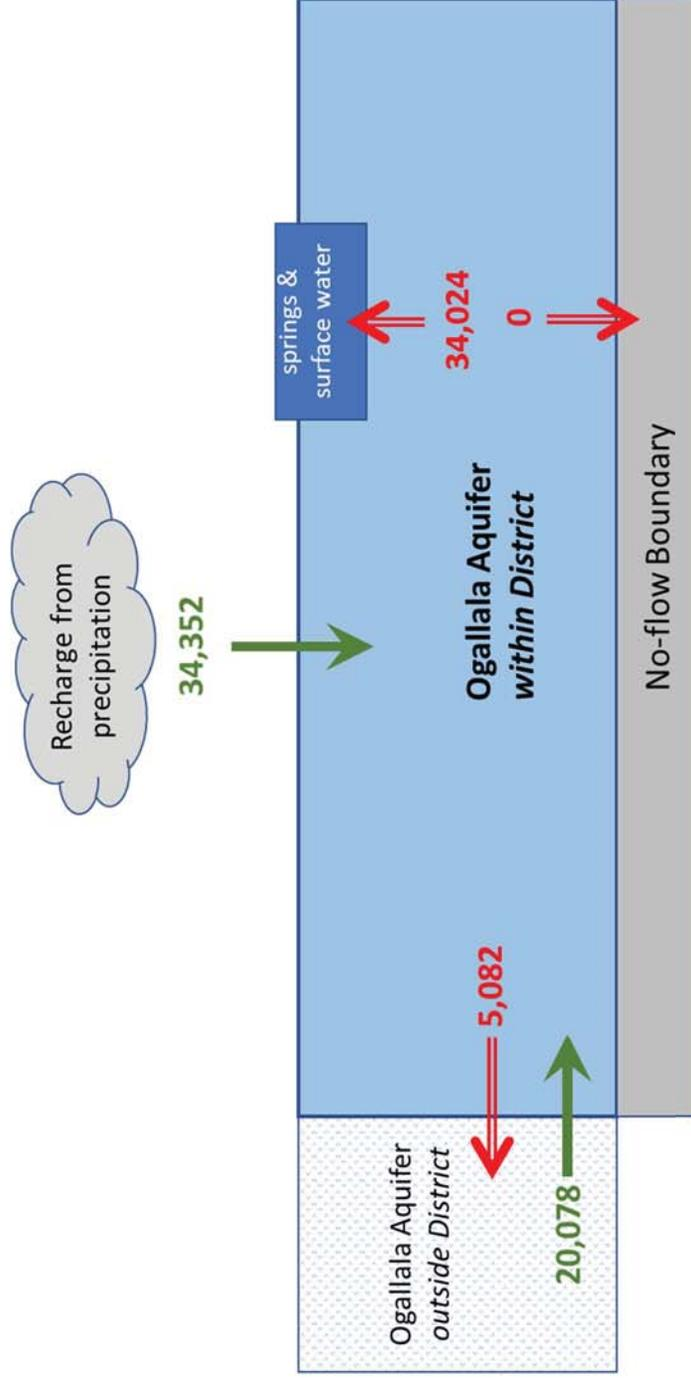 Recharge from
precipitation
34,352
springs &
surface water
34,024
0
Ogallala Aquifer
within District
5,082
Ogallala Aquifer
outside District
20,078
No-flow Boundary